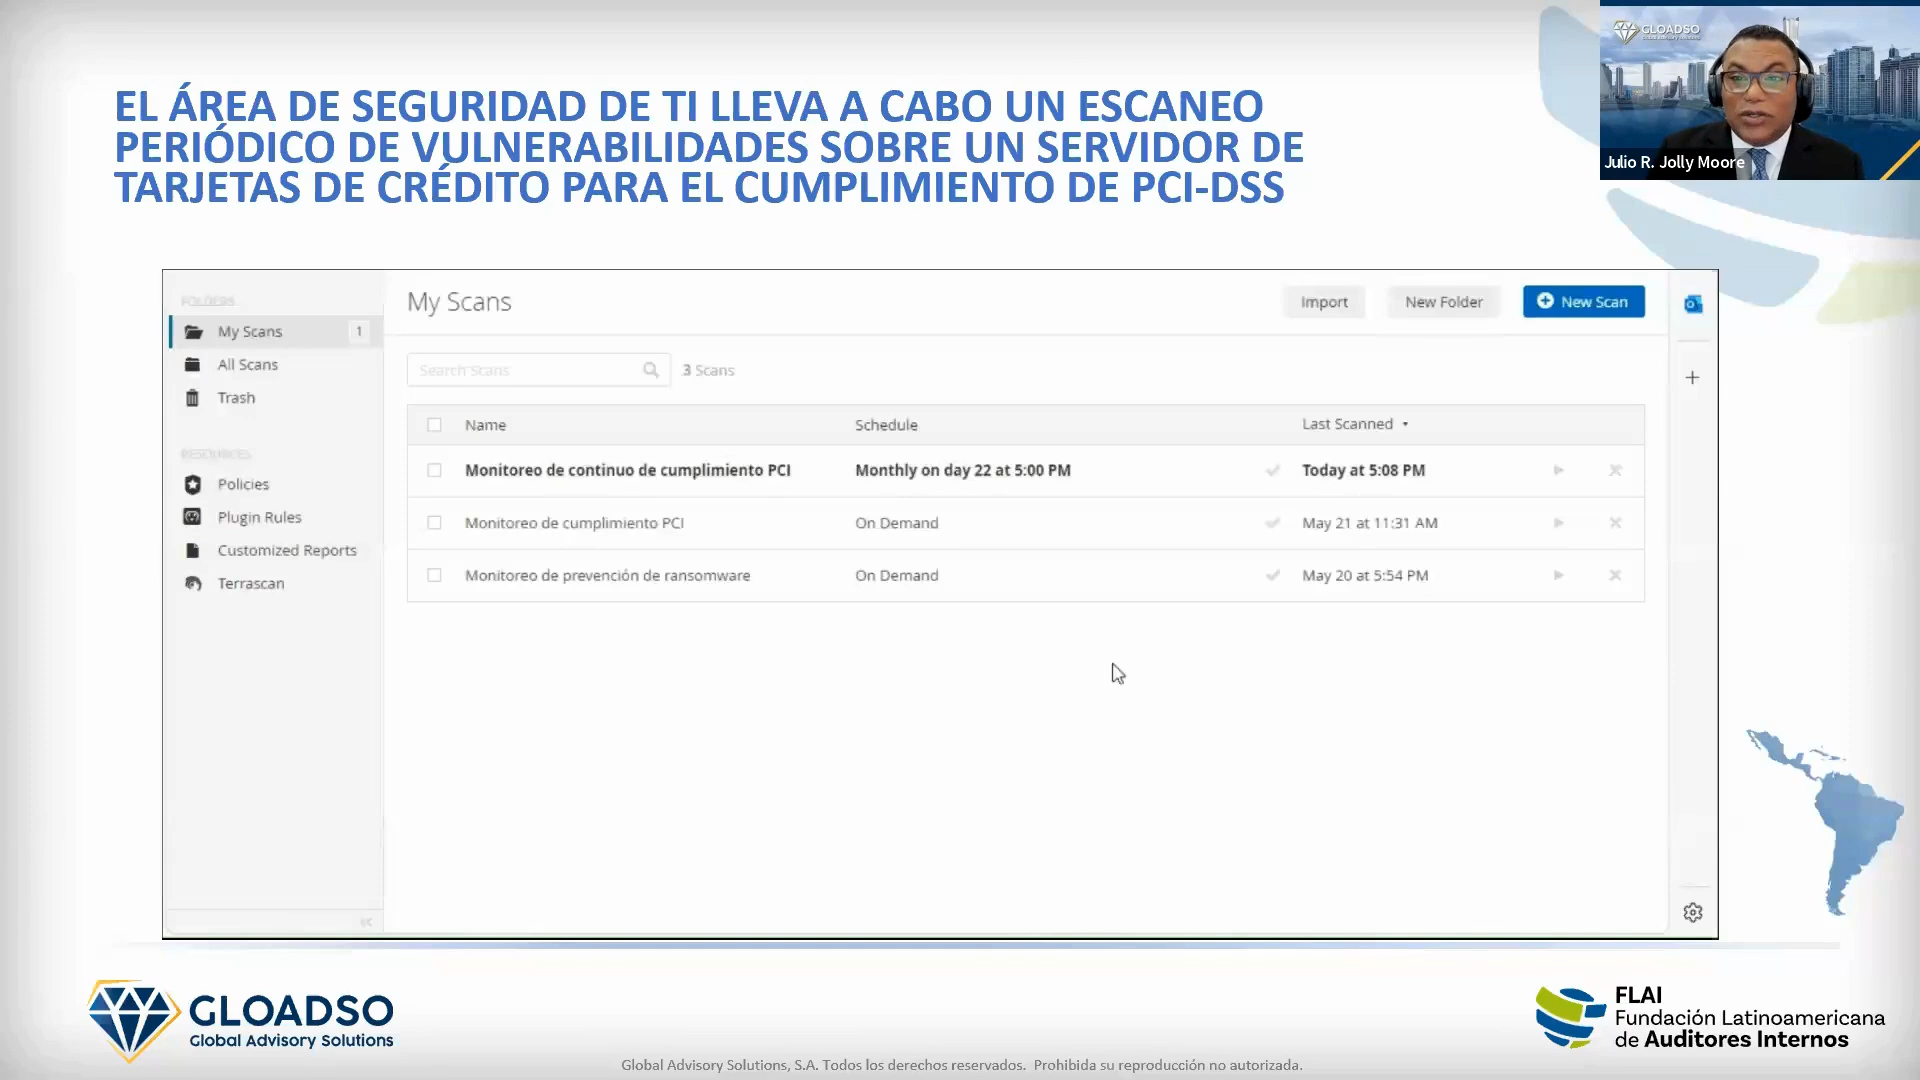 EL ÁREA DE SEGURIDAD DE TI LLEVA A CABO UN ESCANEO
PERIÓDICO DE VULNERABILIDADES SOBRE UN SERVIDOR DE
TARJETAS DE CRÉDITO PARA EL CUMPLIMIENTO DE PCI-DSS
GLOADSO
Julio R. Jolly Moore
FOLDERS
My Scans 1
All Scans
Trash
RESOURCES
Policies
Plugin Rules
Customized Reports
Terrascan
My Scans
Import New Folder New Scan
Search Scans 3 Scans
Name Schedule Last Scanned
Monitoreo de continuo de cumplimiento PCI Monthly on day 22 at 5:00 PM Today at 5:08 PM
Monitoreo de cumplimiento PCI On Demand May 21 at 11:31 AM
Monitoreo de prevención de ransomware On Demand May 20 at 5:54 PM
GLOADSO
Global Advisory Solutions
FLAI
Fundación Latinoamericana
de Auditores Internos
Global Advisory Solutions, S.A. Todos los derechos reservados. Prohibida su reproducción no autorizada.